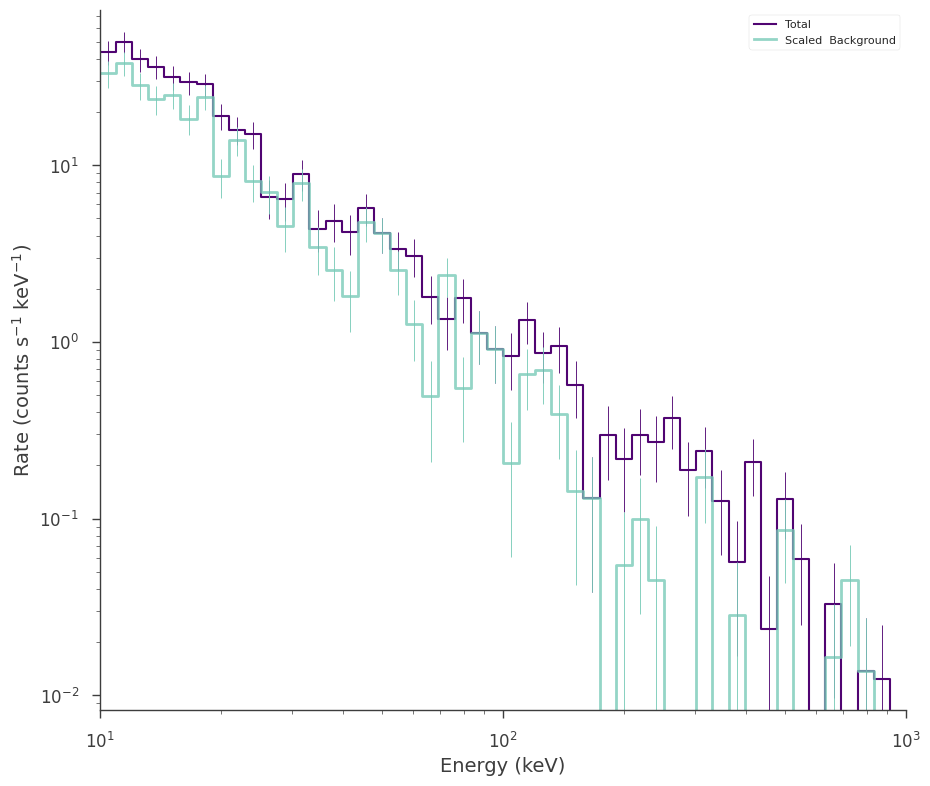 Total
Scaled  Background
Rate (counts s⁻¹ keV⁻¹)
10¹
10⁰
10⁻¹
10⁻²
10¹
10²
10³
Energy (keV)